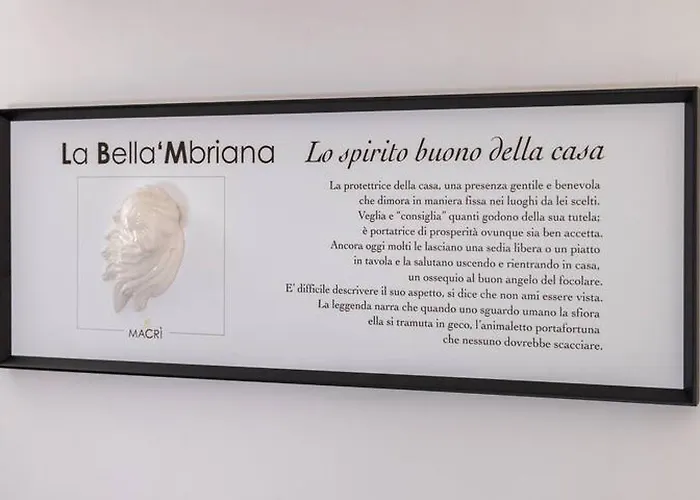 La Bella'Mbriana
Lo spirito buono della casa
MACRÌ
La protettrice della casa, una presenza gentile e benevola
che dimora in maniera fissa nei luoghi da lei scelti.
Veglia e "consiglia" quanti godono della sua tutela;
è portatrice di prosperità ovunque sia ben accetta.
Ancora oggi molti le lasciano una sedia libera o un piatto
in tavola e la salutano uscendo e rientrando in casa,
un ossequio al buon angelo del focolare.
E' difficile descrivere il suo aspetto, si dice che non ami essere vista.
La leggenda narra che quando uno sguardo umano la sfiora
ella si tramuta in geco, l'animaletto portafortuna
che nessuno dovrebbe scacciare.